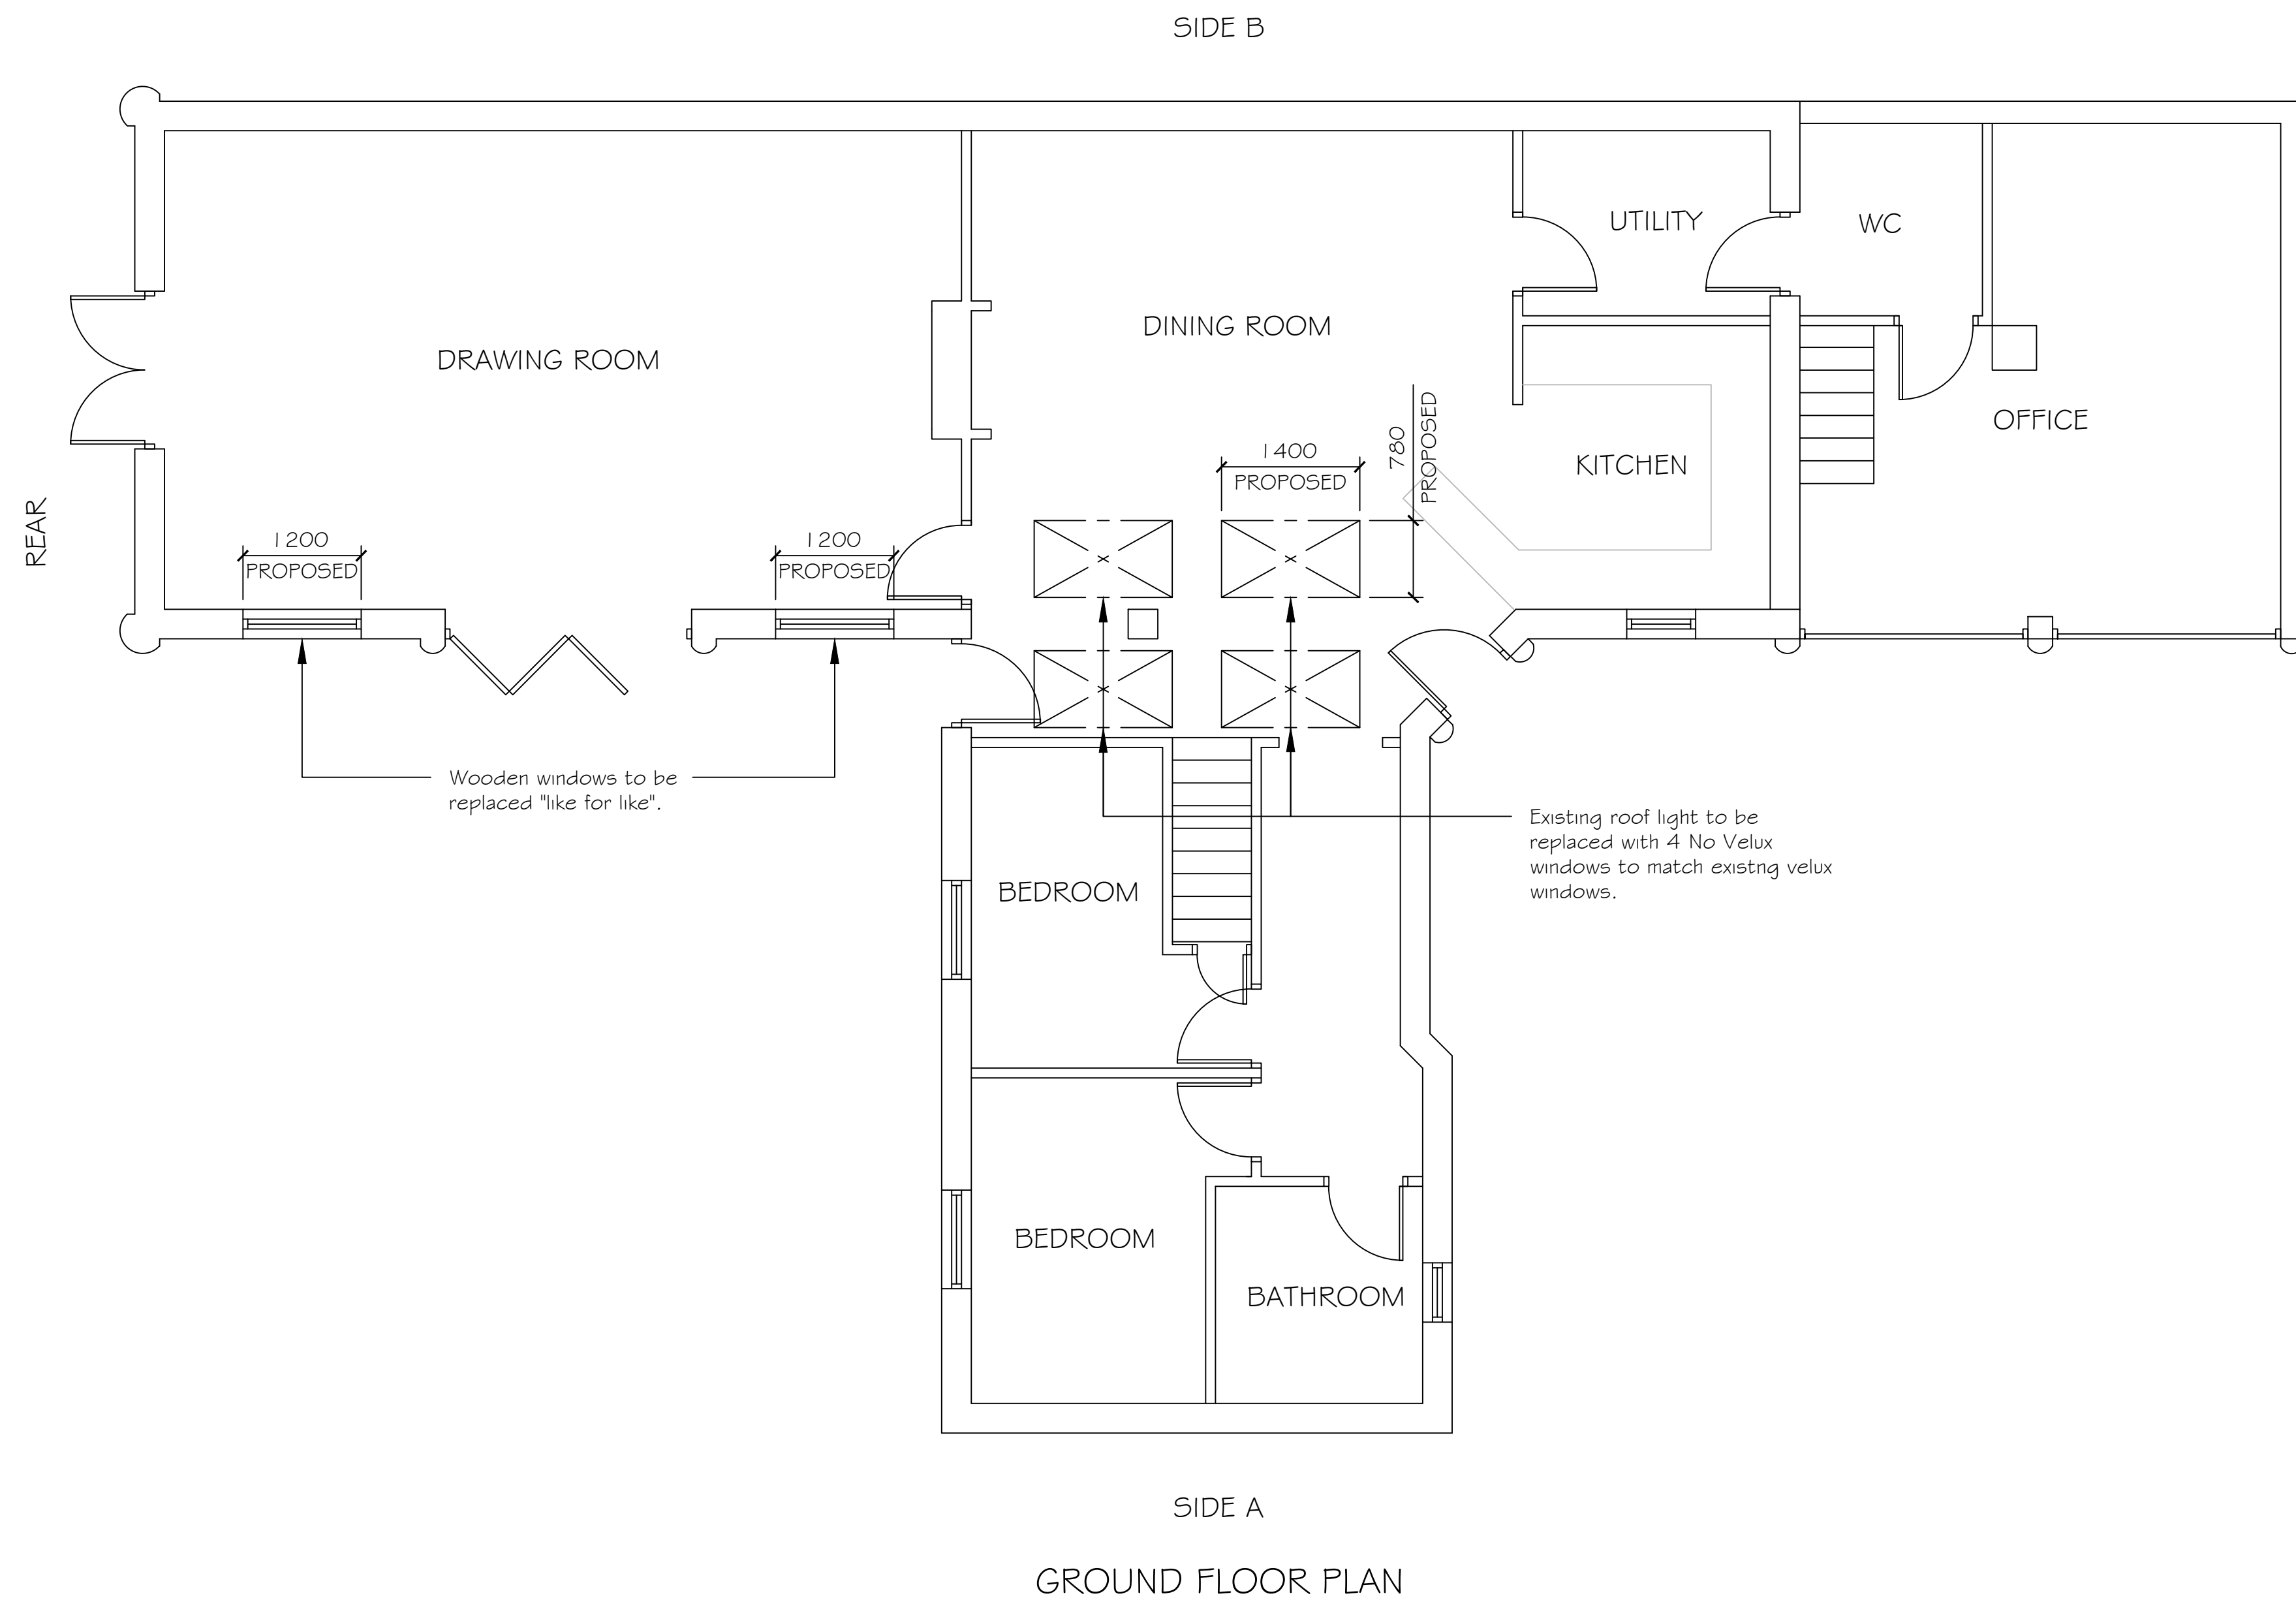 SIDE B
UTILITY
WC
DINING ROOM
DRAWING ROOM
OFFICE
1400
PROPOSED
780
PROPOSED
KITCHEN
REAR
1200
PROPOSED
1200
PROPOSED
Wooden windows to be
replaced "like for like".
Existing roof light to be
replaced with 4 No Velux
windows to match existng velux
windows.
BEDROOM
BEDROOM
BATHROOM
SIDE A
GROUND FLOOR PLAN